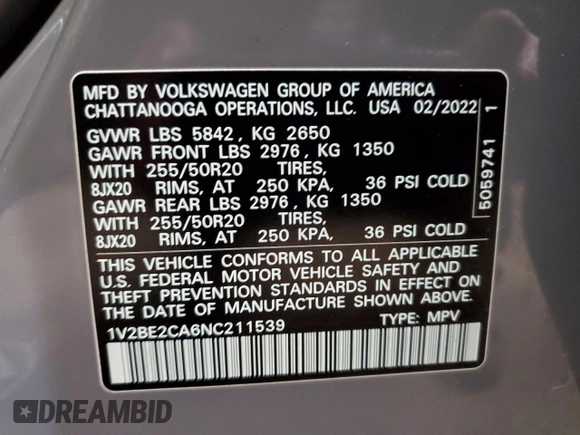 MFD BY VOLKSWAGEN GROUP OF AMERICA
CHATTANOOGA OPERATIONS, LLC. USA 02/2022
GVWR LBS 5842 , KG 2650
GAWR FRONT LBS 2976 , KG 1350
WITH 255/50R20 TIRES,
8JX20 RIMS, AT 250 KPA, 36 PSI COLD
GAWR REAR LBS 2976 , KG 1350
WITH 255/50R20 TIRES,
8JX20 RIMS, AT 250 KPA, 36 PSI COLD
THIS VEHICLE CONFORMS TO ALL APPLICABLE
U.S. FEDERAL MOTOR VEHICLE SAFETY AND
THEFT PREVENTION STANDARDS IN EFFECT ON
THE DATE OF MANUFACTURE SHOWN ABOVE.
1V2BE2CA6NC211539 TYPE: MPV
5059741 1
DREAMBID